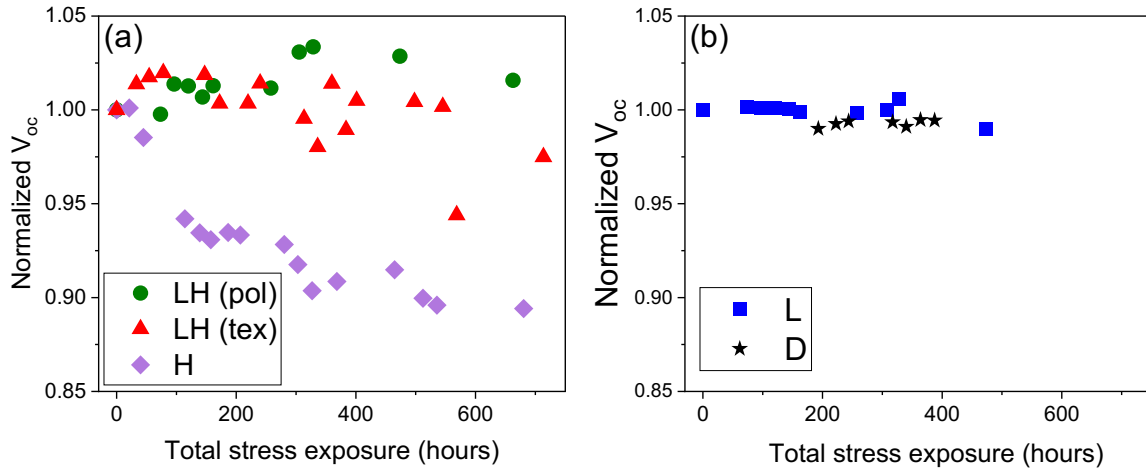 (a)
1.05
1.00
0.95
0.90
0.85
Normalized Voc
LH (pol)
LH (tex)
H
0 200 400 600
Total stress exposure (hours)
(b)
1.05
1.00
0.95
0.90
0.85
Normalized Voc
L
D
0 200 400 600
Total stress exposure (hours)